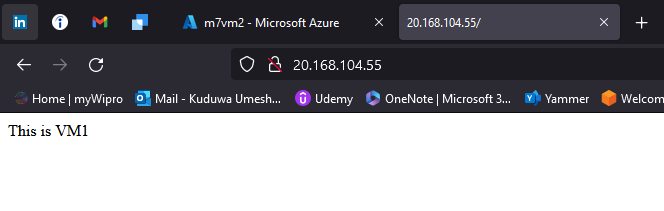 in m7vm2 - Microsoft Azure 20.168.104.55/
20.168.104.55
Home | myWipro Mail - Kuduwa Umesh... Udemy OneNote | Microsoft 3... Yammer Welcom
This is VM1